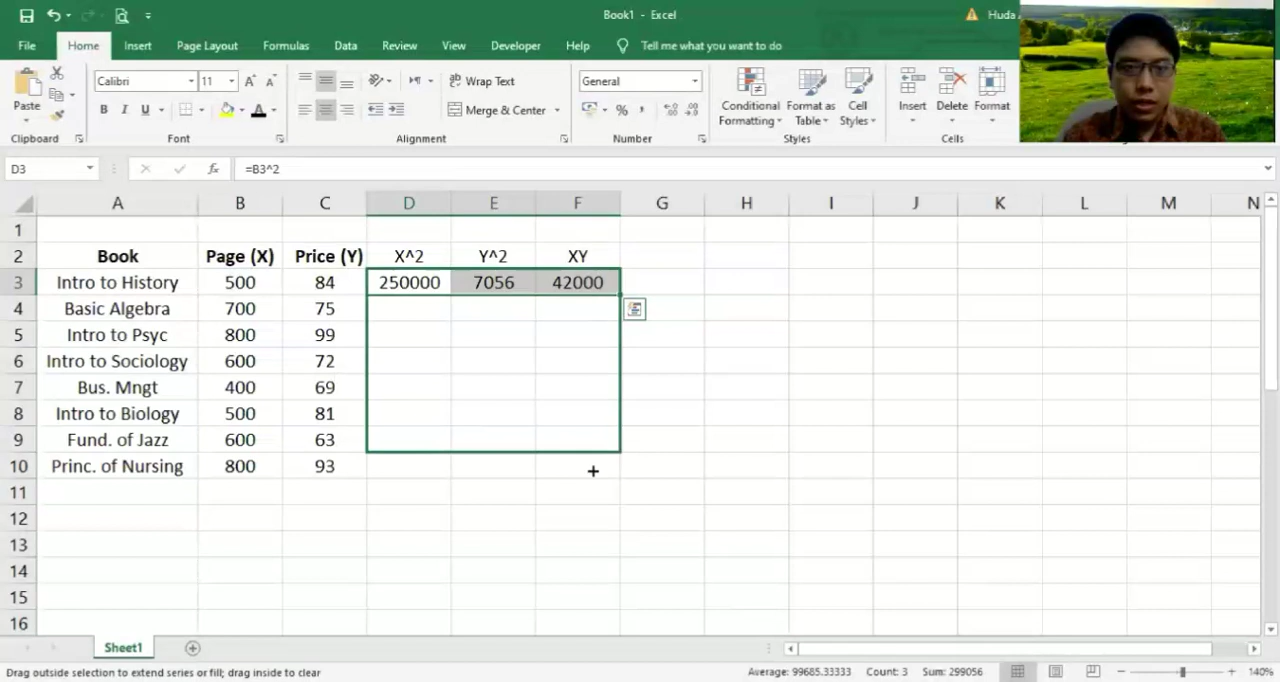 Book1 - Excel
Huda
File Home Insert Page Layout Formulas Data Review View Developer Help Tell me what you want to do
Calibri 11 Wrap Text General
Paste B I U Merge & Center % Conditional Formatting Format as Table Cell Styles Insert Delete Format
Clipboard Font Alignment Number Styles Cells
D3 fx =B3^2
A B C D E F G H I J K L M N
1
2 Book Page (X) Price (Y) X^2 Y^2 XY
3 Intro to History 500 84 250000 7056 42000
4 Basic Algebra 700 75
5 Intro to Psyc 800 99
6 Intro to Sociology 600 72
7 Bus. Mngt 400 69
8 Intro to Biology 500 81
9 Fund. of Jazz 600 63
10 Princ. of Nursing 800 93
11
12
13
14
15
16
Sheet1
Drag outside selection to extend series or fill; drag inside to clear Average: 99685.33333 Count: 3 Sum: 299056 140%